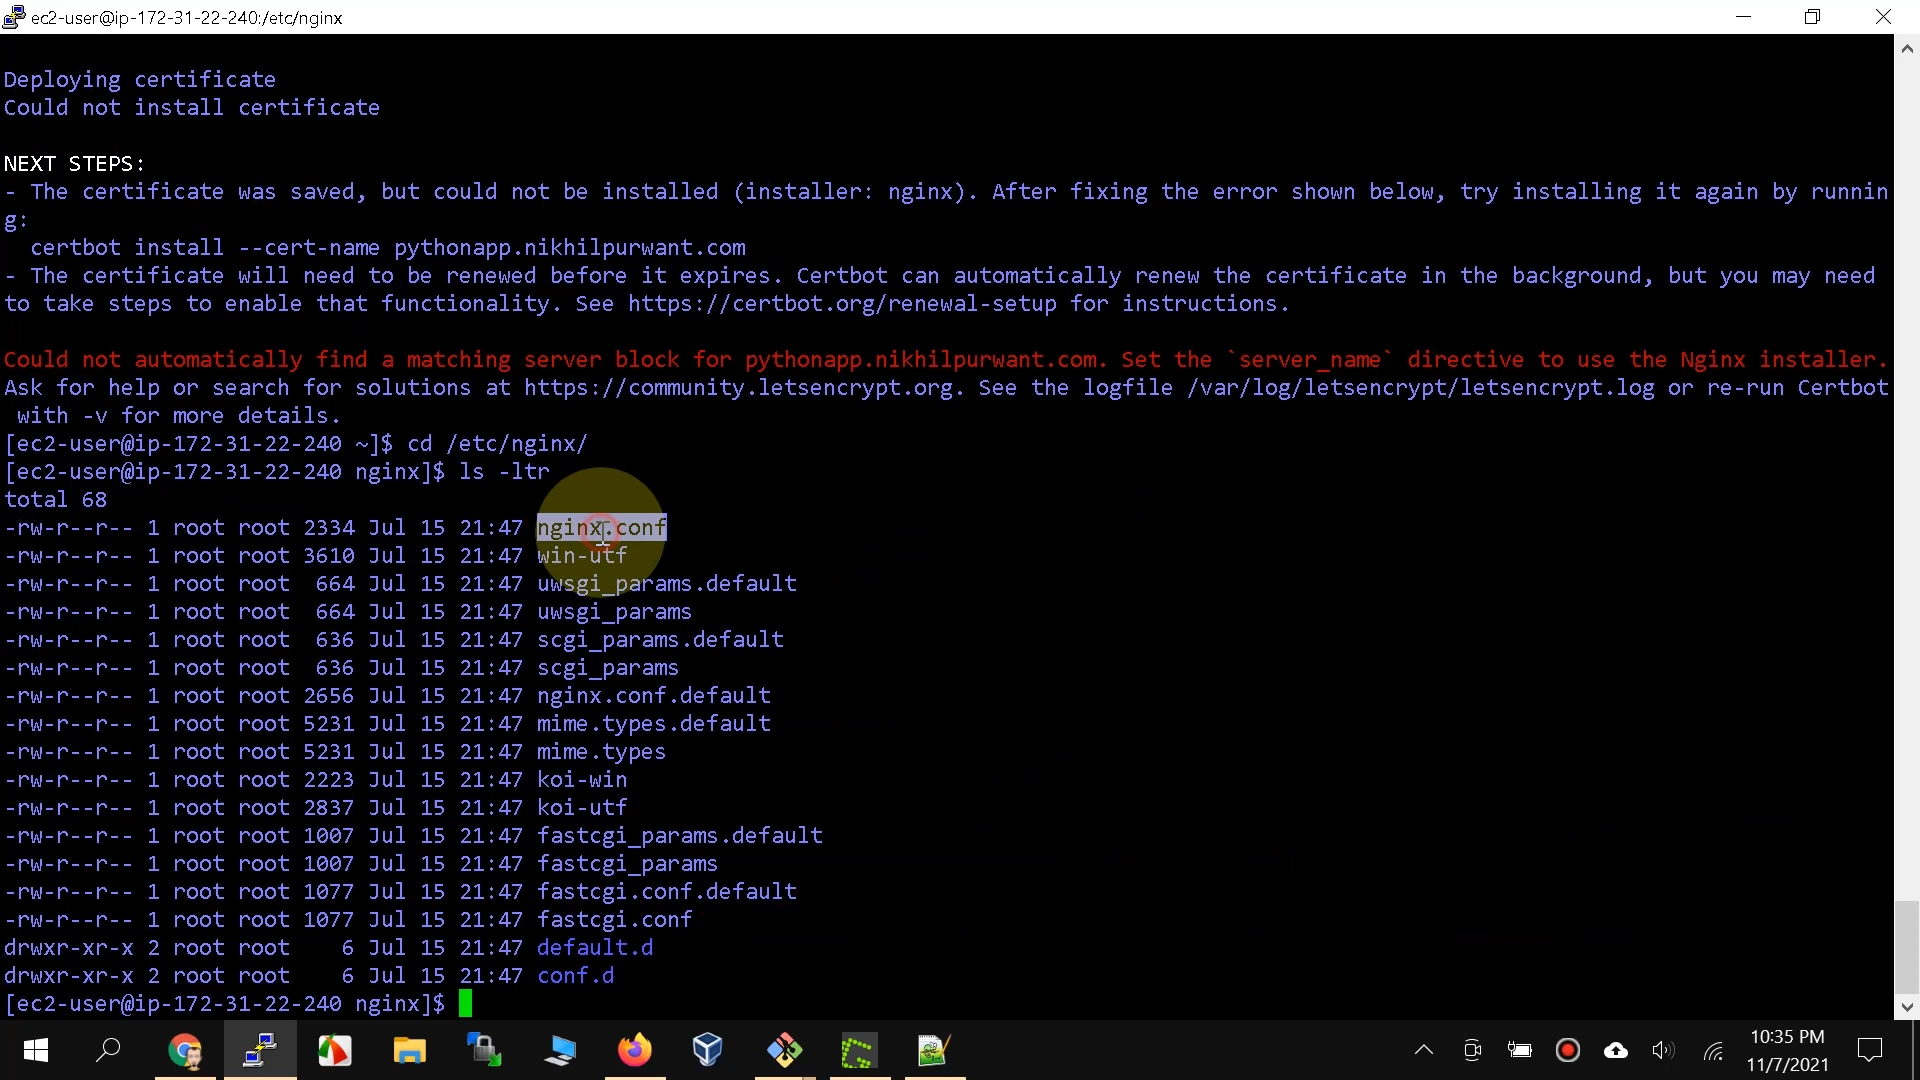 ec2-user@ip-172-31-22-240:/etc/nginx
Deploying certificate
Could not install certificate
NEXT STEPS:
- The certificate was saved, but could not be installed (installer: nginx). After fixing the error shown below, try installing it again by runnin
g:
certbot install --cert-name pythonapp.nikhilpurwant.com
- The certificate will need to be renewed before it expires. Certbot can automatically renew the certificate in the background, but you may need
to take steps to enable that functionality. See https://certbot.org/renewal-setup for instructions.
Could not automatically find a matching server block for pythonapp.nikhilpurwant.com. Set the `server_name` directive to use the Nginx installer.
Ask for help or search for solutions at https://community.letsencrypt.org. See the logfile /var/log/letsencrypt/letsencrypt.log or re-run Certbot
with -v for more details.
[ec2-user@ip-172-31-22-240 ~]$ cd /etc/nginx/
[ec2-user@ip-172-31-22-240 nginx]$ ls -ltr
total 68
-rw-r--r-- 1 root root 2334 Jul 15 21:47 nginx.conf
-rw-r--r-- 1 root root 3610 Jul 15 21:47 win-utf
-rw-r--r-- 1 root root 664 Jul 15 21:47 uwsgi_params.default
-rw-r--r-- 1 root root 664 Jul 15 21:47 uwsgi_params
-rw-r--r-- 1 root root 636 Jul 15 21:47 scgi_params.default
-rw-r--r-- 1 root root 636 Jul 15 21:47 scgi_params
-rw-r--r-- 1 root root 2656 Jul 15 21:47 nginx.conf.default
-rw-r--r-- 1 root root 5231 Jul 15 21:47 mime.types.default
-rw-r--r-- 1 root root 5231 Jul 15 21:47 mime.types
-rw-r--r-- 1 root root 2223 Jul 15 21:47 koi-win
-rw-r--r-- 1 root root 2837 Jul 15 21:47 koi-utf
-rw-r--r-- 1 root root 1007 Jul 15 21:47 fastcgi_params.default
-rw-r--r-- 1 root root 1007 Jul 15 21:47 fastcgi_params
-rw-r--r-- 1 root root 1077 Jul 15 21:47 fastcgi.conf.default
-rw-r--r-- 1 root root 1077 Jul 15 21:47 fastcgi.conf
drwxr-xr-x 2 root root 6 Jul 15 21:47 default.d
drwxr-xr-x 2 root root 6 Jul 15 21:47 conf.d
[ec2-user@ip-172-31-22-240 nginx]$
10:35 PM
11/7/2021